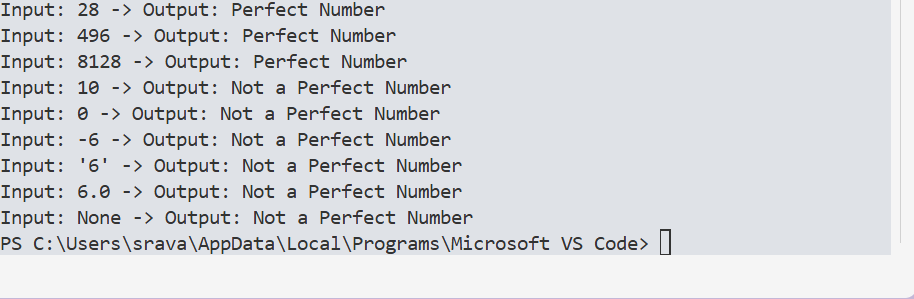 Input: 28 -> Output: Perfect Number
Input: 496 -> Output: Perfect Number
Input: 8128 -> Output: Perfect Number
Input: 10 -> Output: Not a Perfect Number
Input: 0 -> Output: Not a Perfect Number
Input: -6 -> Output: Not a Perfect Number
Input: '6' -> Output: Not a Perfect Number
Input: 6.0 -> Output: Not a Perfect Number
Input: None -> Output: Not a Perfect Number
PS C:\Users\srava\AppData\Local\Programs\Microsoft VS Code>